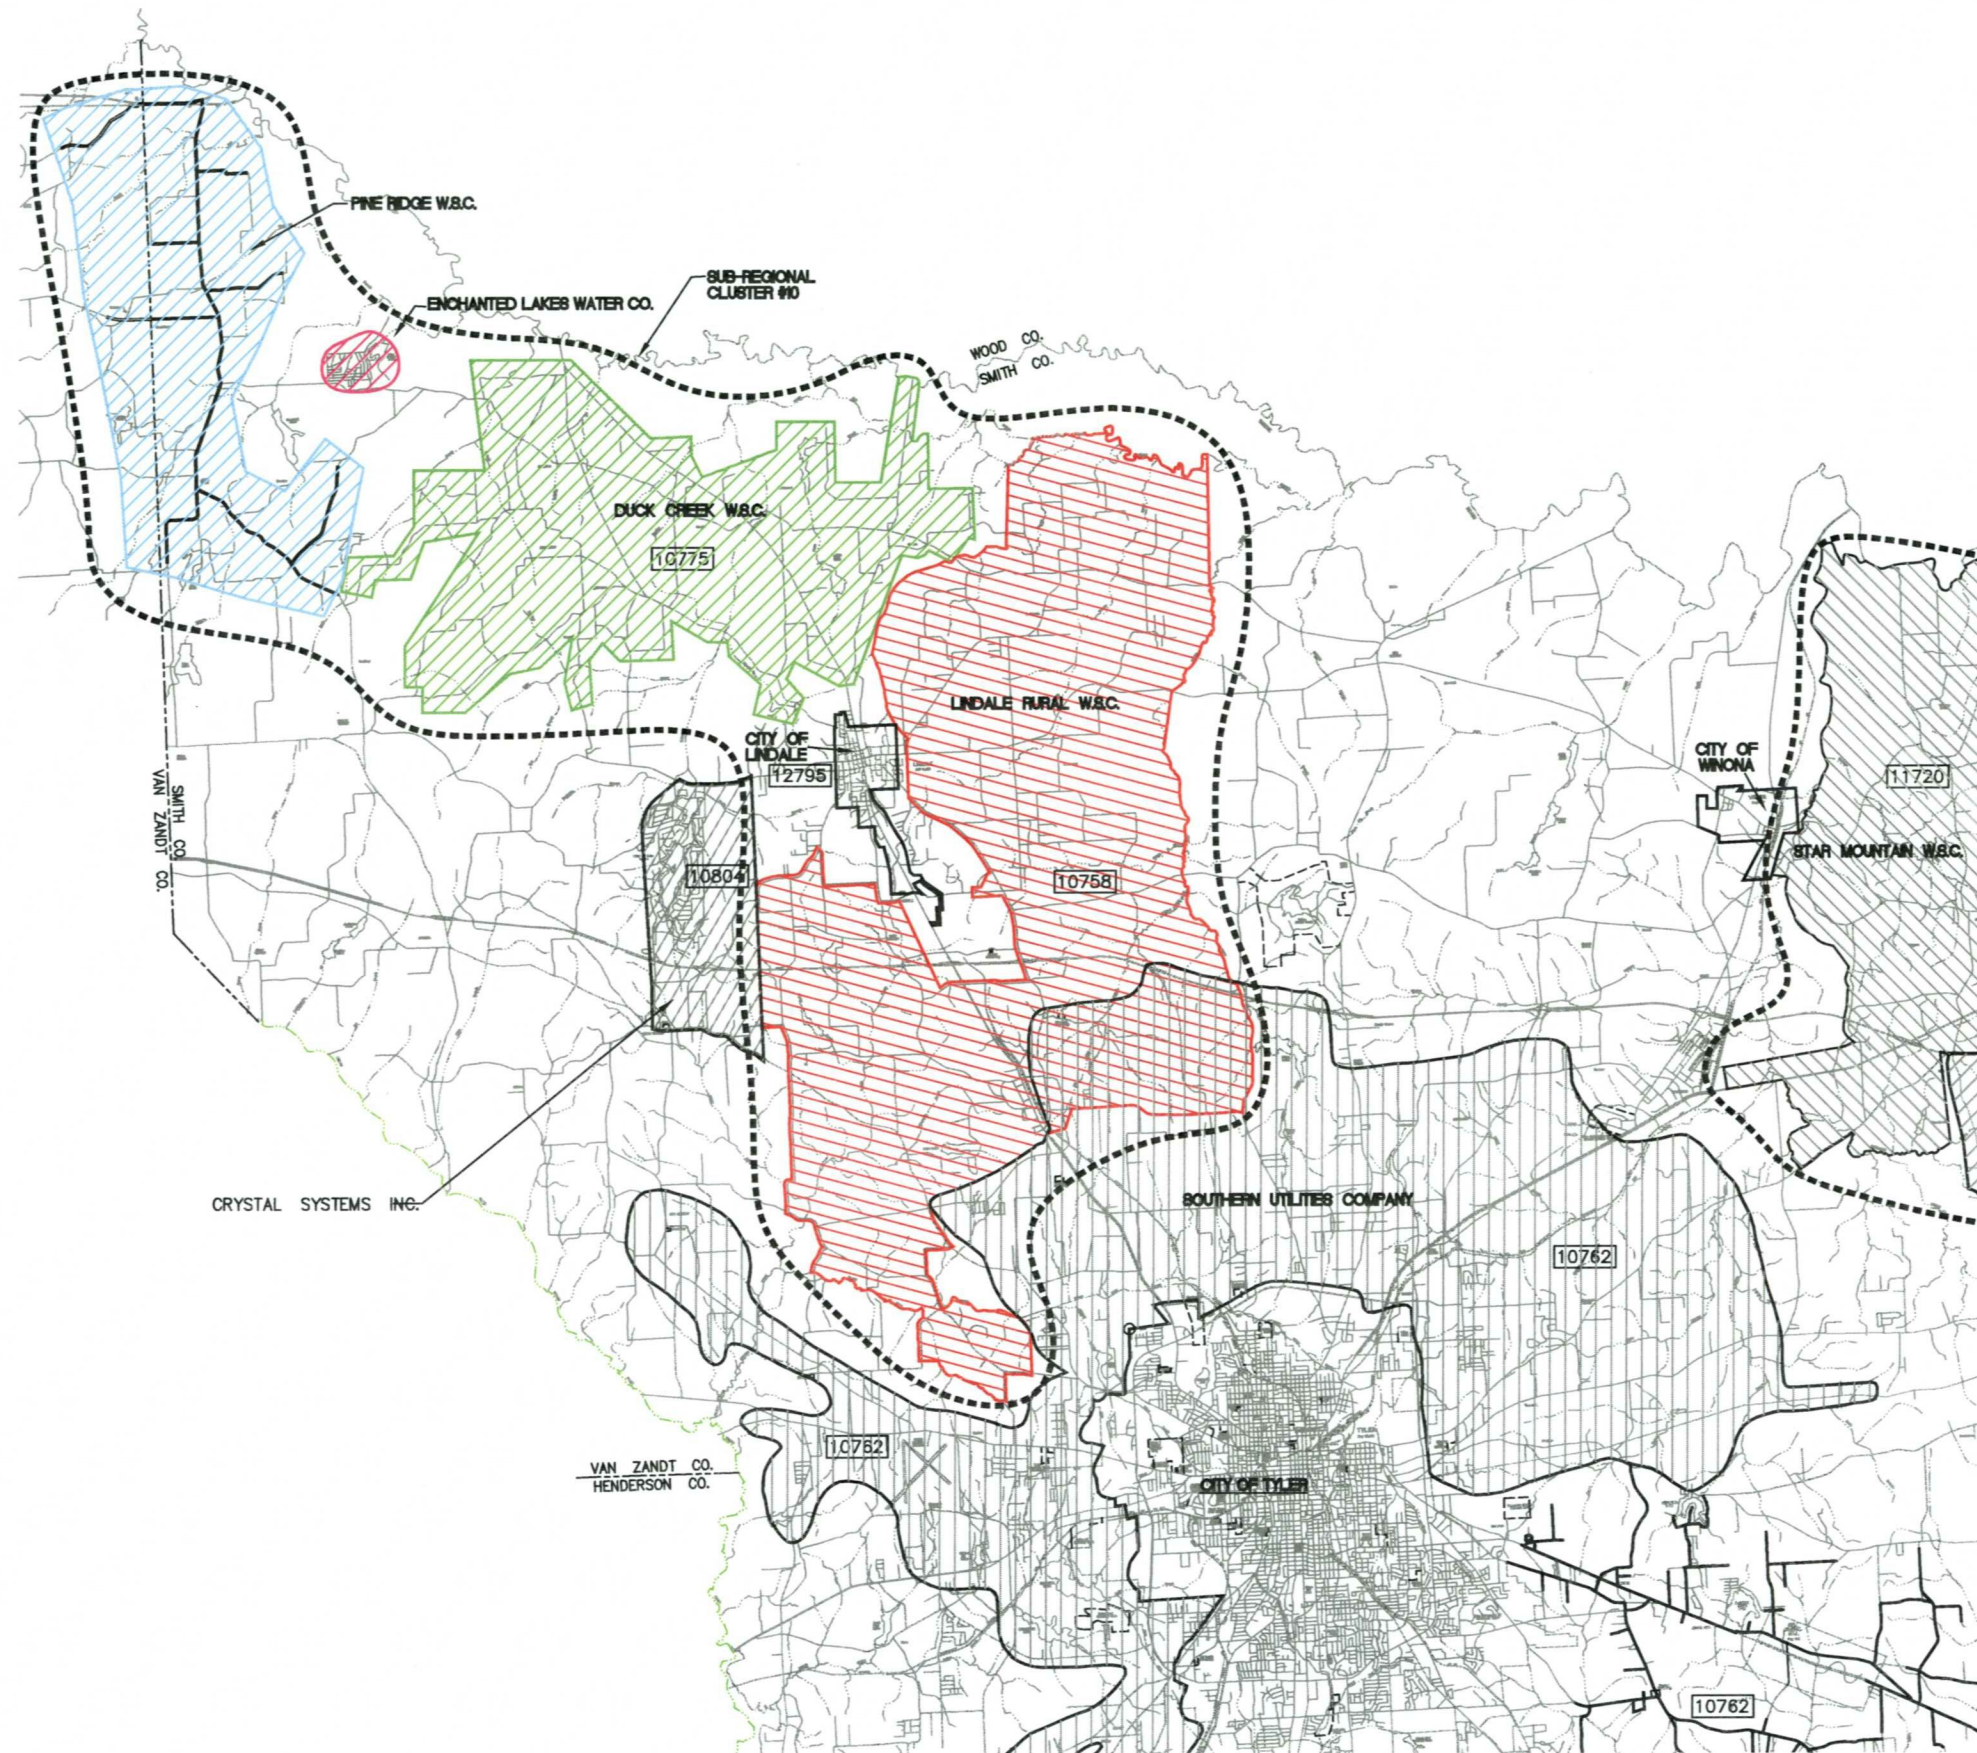 PINE RIDGE W.S.C.
SUB-REGIONAL
CLUSTER #10
ENCHANTED LAKES WATER CO.
WOOD CO.
SMITH CO.
DUCK CREEK W.S.C.
10775
LINDALE RURAL W.S.C.
CITY OF
LINDALE
12795
CITY OF
WINONA
11720
SMITH CO.
VAN ZANDT CO.
STAR MOUNTAIN W.S.C.
10804
10758
CRYSTAL SYSTEMS INC.
SOUTHERN UTILITIES COMPANY
10762
10762
VAN ZANDT CO.
HENDERSON CO.
TYLER
CITY OF TYLER
10762